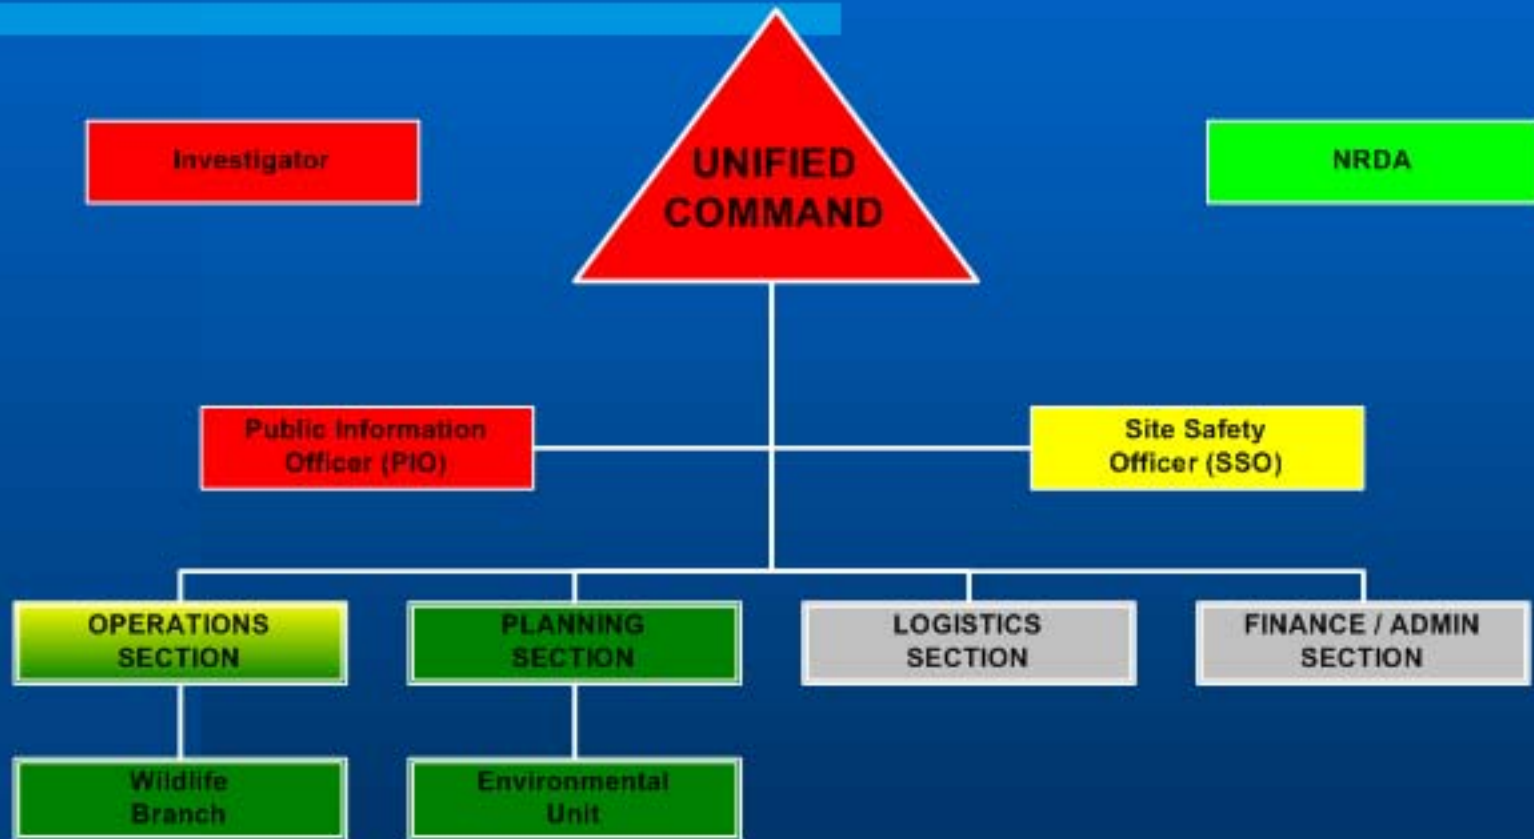 Investigator
UNIFIED
COMMAND
NRDA
Public Information
Officer (PIO)
Site Safety
Officer (SSO)
OPERATIONS
SECTION
PLANNING
SECTION
LOGISTICS
SECTION
FINANCE / ADMIN
SECTION
Wildlife
Branch
Environmental
Unit